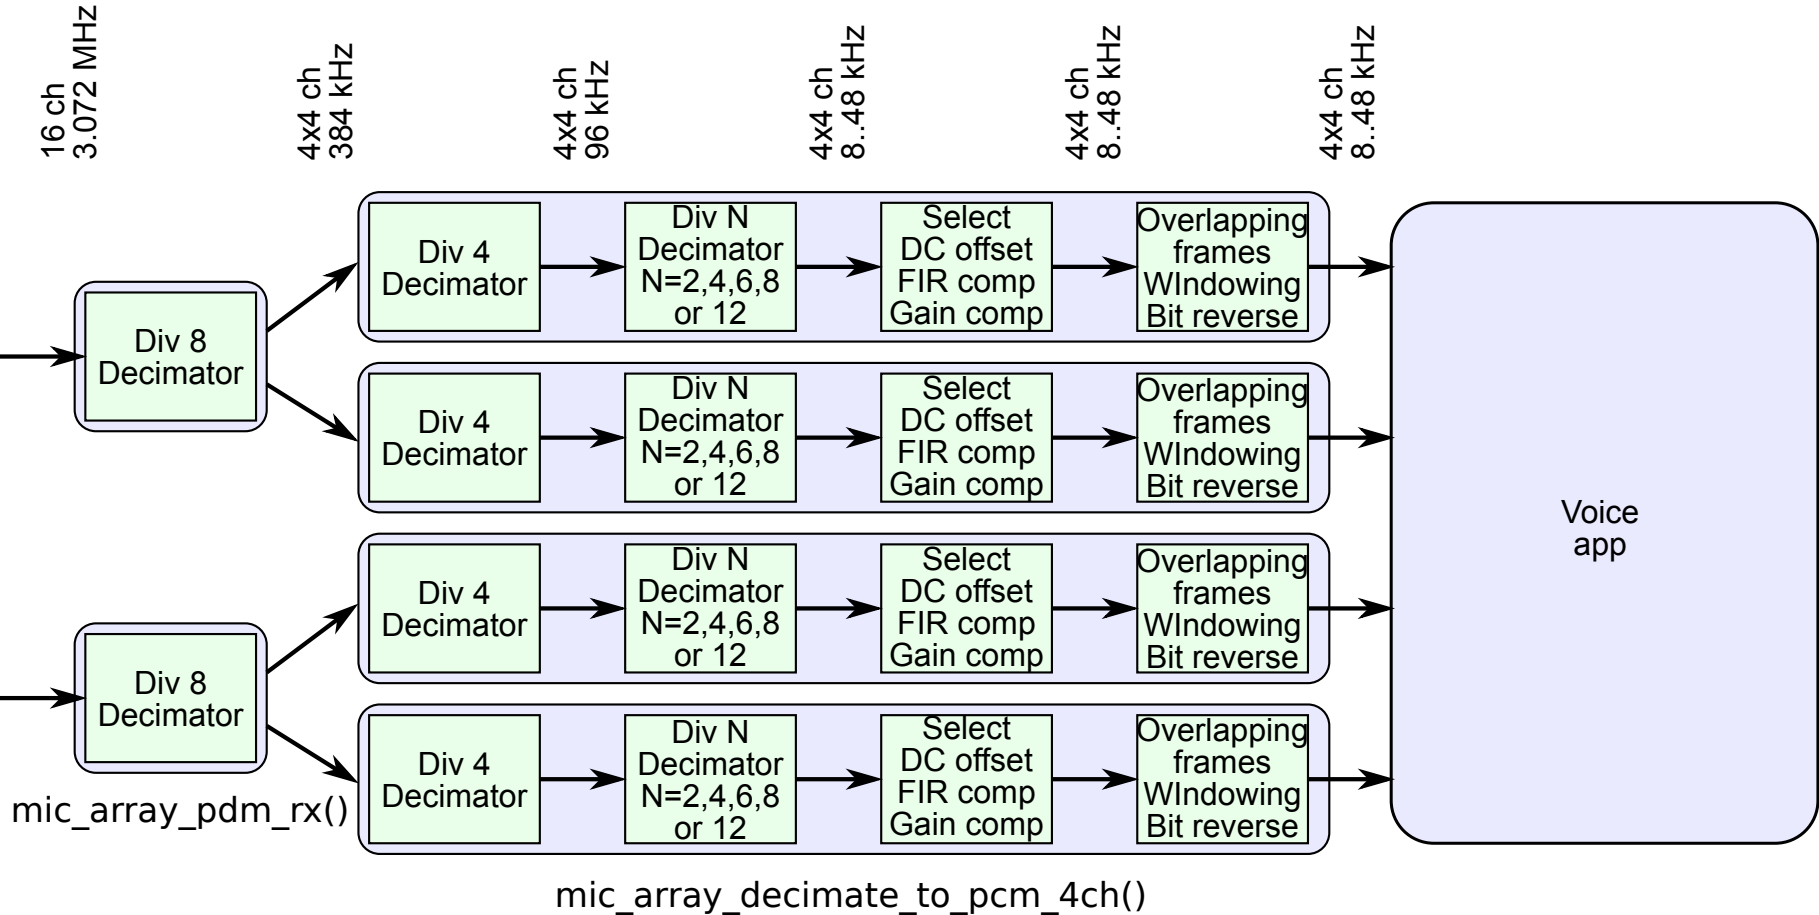 16 ch
3.072 MHz
4x4 ch
384 kHz
4x4 ch
96 kHz
4x4 ch
8..48 kHz
4x4 ch
8..48 kHz
4x4 ch
8..48 kHz
Div 8
Decimator
Div 4
Decimator
Div N
Decimator
N=2,4,6,8
or 12
Select
DC offset
FIR comp
Gain comp
Overlapping
frames
WIndowing
Bit reverse
Div 4
Decimator
Div N
Decimator
N=2,4,6,8
or 12
Select
DC offset
FIR comp
Gain comp
Overlapping
frames
WIndowing
Bit reverse
Voice
app
Div 8
Decimator
Div 4
Decimator
Div N
Decimator
N=2,4,6,8
or 12
Select
DC offset
FIR comp
Gain comp
Overlapping
frames
WIndowing
Bit reverse
Div 4
Decimator
Div N
Decimator
N=2,4,6,8
or 12
Select
DC offset
FIR comp
Gain comp
Overlapping
frames
WIndowing
Bit reverse
mic_array_pdm_rx()
mic_array_decimate_to_pcm_4ch()